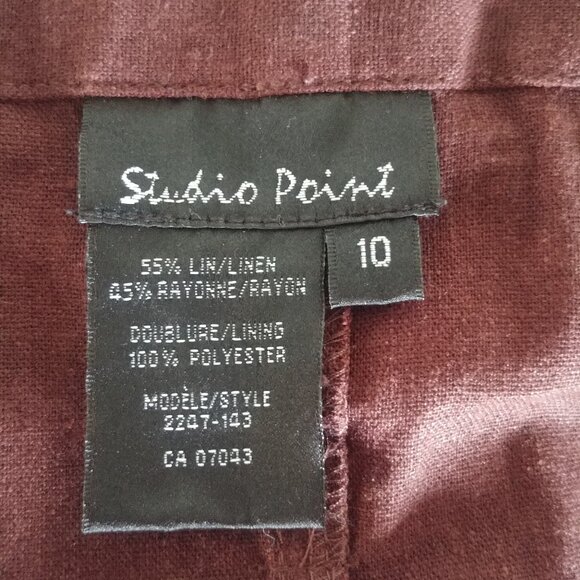 Studio Point
10
55% LIN/LINEN
45% RAYONNE/RAYON
DOUBLURE/LINING
100% POLYESTER
MODÈLE/STYLE
2247-143
CA 07043